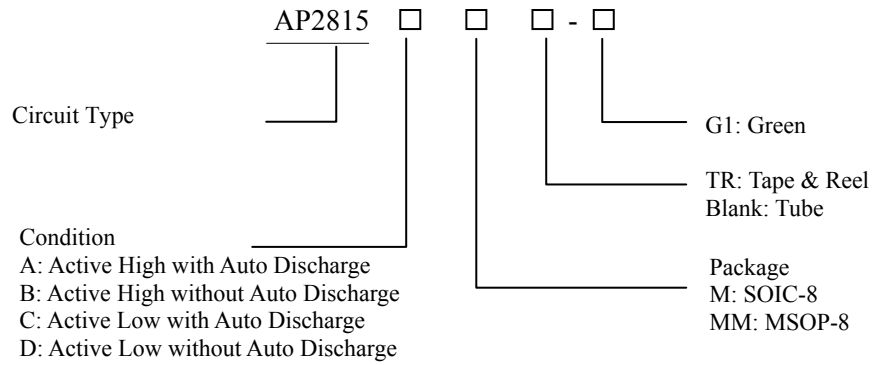 AP2815 □ □ □ - □
Circuit Type
Condition
A: Active High with Auto Discharge
B: Active High without Auto Discharge
C: Active Low with Auto Discharge
D: Active Low without Auto Discharge
G1: Green
TR: Tape & Reel
Blank: Tube
Package
M: SOIC-8
MM: MSOP-8